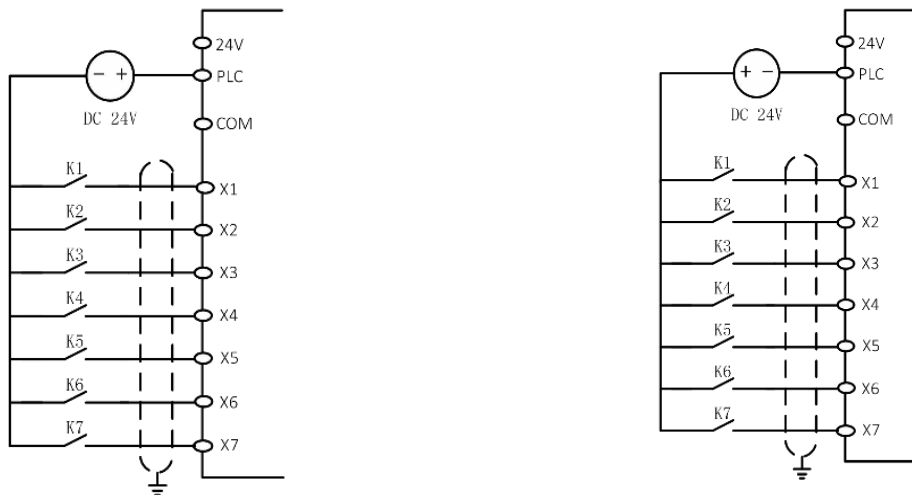 24V
- +
PLC
DC 24V
COM
K1
X1
K2
X2
K3
X3
K4
X4
K5
X5
K6
X6
K7
X7
24V
+ -
PLC
DC 24V
COM
K1
X1
K2
X2
K3
X3
K4
X4
K5
X5
K6
X6
K7
X7